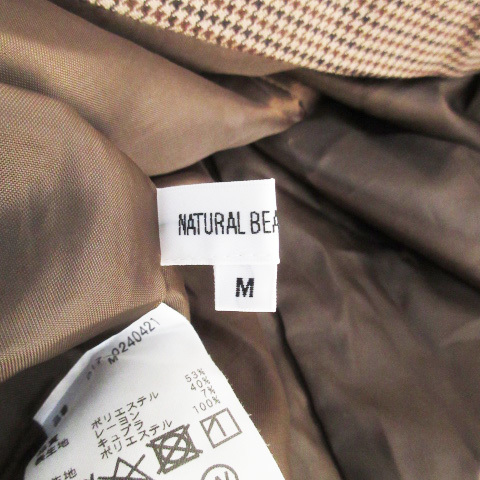 NATURAL BEA
M
M0240421
ポリエステル 53%
レーヨン 40%
キュプラ 7%
ポリエステル 100%